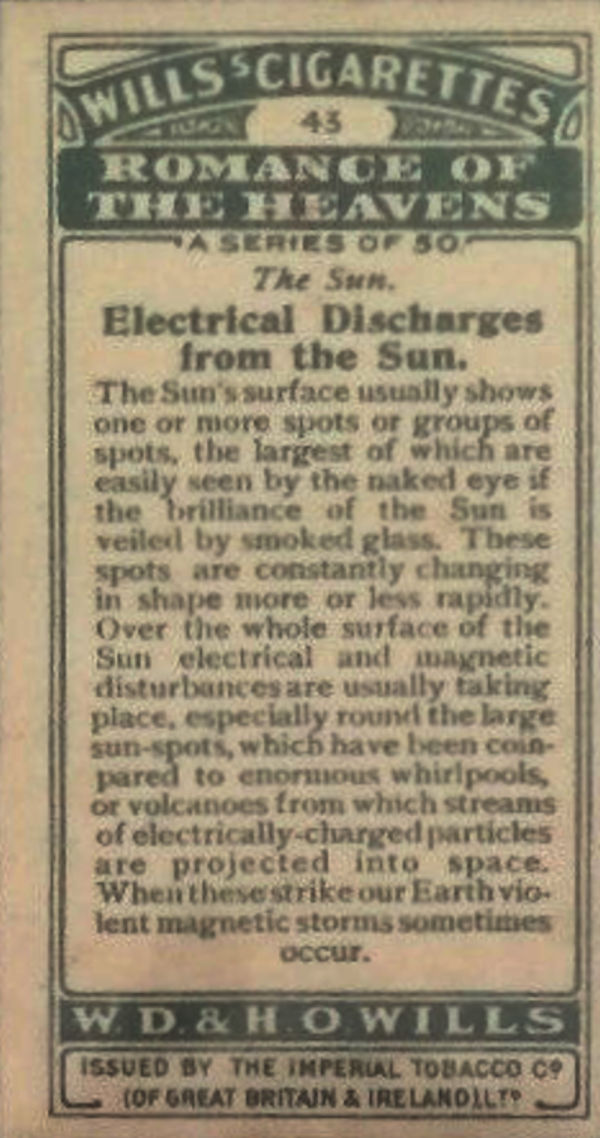 WILLS'S CIGARETTES
43
ROMANCE OF
THE HEAVENS
A SERIES OF 50
The Sun.
Electrical Discharges
from the Sun.
The Sun's surface usually shows
one or more spots or groups of
spots, the largest of which are
easily seen by the naked eye if
the brilliance of the Sun is
veiled by smoked glass. These
spots are constantly changing
in shape more or less rapidly.
Over the whole surface of the
Sun electrical and magnetic
disturbances are usually taking
place, especially round the large
sun-spots, which have been com-
pared to enormous whirlpools,
or volcanoes from which streams
of electrically-charged particles
are projected into space.
When these strike our Earth vio-
lent magnetic storms sometimes
occur.
W.D. & H.O. WILLS
ISSUED BY THE IMPERIAL TOBACCO Cº
(OF GREAT BRITAIN & IRELAND), LTº